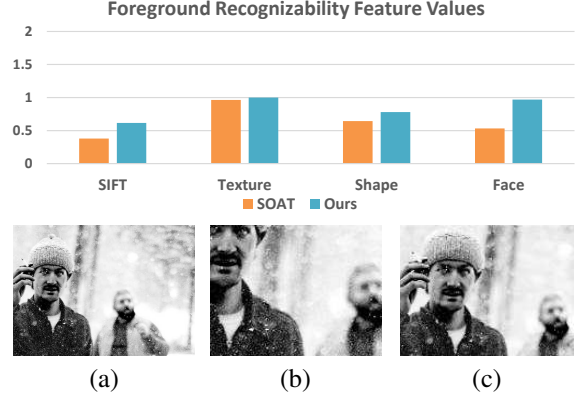 Foreground Recognizability Feature Values
2
1.5
1
0.5
0
SIFT Texture Shape Face
SOAT Ours
(a) (b) (c)